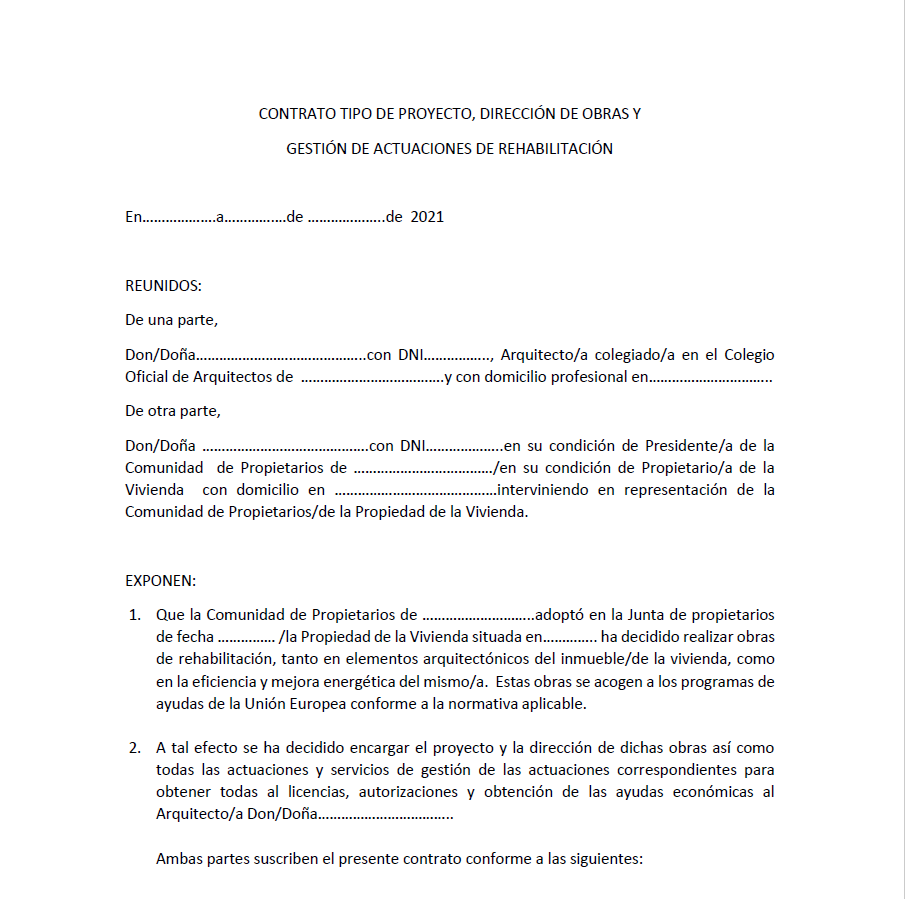 CONTRATO TIPO DE PROYECTO, DIRECCIÓN DE OBRAS Y
GESTIÓN DE ACTUACIONES DE REHABILITACIÓN
En……………….a…………..…de ………………..de  2021
REUNIDOS:
De una parte,
Don/Doña……………………………………..con DNI…………….., Arquitecto/a colegiado/a en el Colegio
Oficial de Arquitectos de  ……………………………….y con domicilio profesional en…………………………..
De otra parte,
Don/Doña …………………………………….con DNI………………..en su condición de Presidente/a de la
Comunidad  de Propietarios de ………………………………/en su condición de Propietario/a de la
Vivienda  con domicilio en ……………………………………interviniendo en representación de la
Comunidad de Propietarios/de la Propiedad de la Vivienda.
EXPONEN:
1. Que la Comunidad de Propietarios de ………………………..adoptó en la Junta de propietarios
de fecha …………… /la Propiedad de la Vivienda situada en…………. ha decidido realizar obras
de rehabilitación, tanto en elementos arquitectónicos del inmueble/de la vivienda, como
en la eficiencia y mejora energética del mismo/a.  Estas obras se acogen a los programas de
ayudas de la Unión Europea conforme a la normativa aplicable.
2. A tal efecto se ha decidido encargar el proyecto y la dirección de dichas obras así como
todas las actuaciones y servicios de gestión de las actuaciones correspondientes para
obtener todas al licencias, autorizaciones y obtención de las ayudas económicas al
Arquitecto/a Don/Doña……………………………..
Ambas partes suscriben el presente contrato conforme a las siguientes: